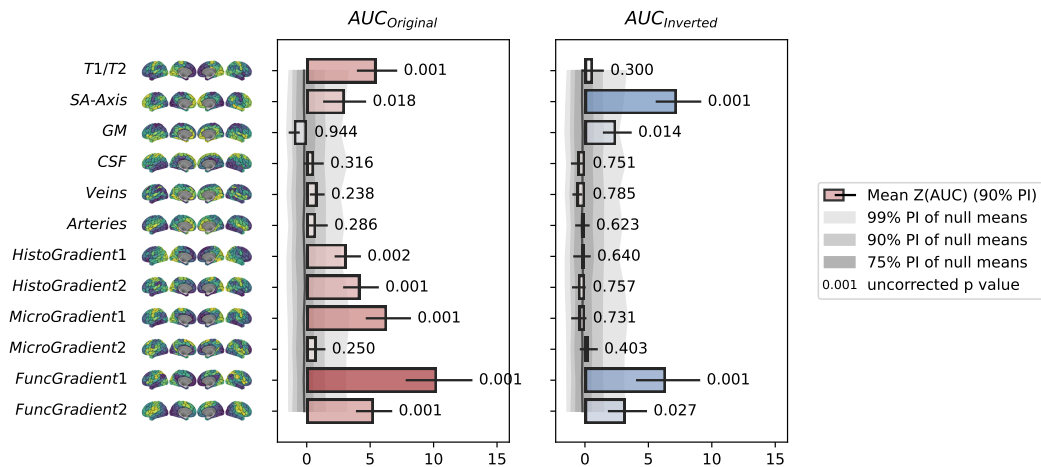 AUC_Original AUC_Inverted
T1/T2 0.001 0.300
SA-Axis 0.018 0.001
GM 0.944 0.014
CSF 0.316 0.751
Veins 0.238 0.785
Arteries 0.286 0.623
HistoGradient1 0.002 0.640
HistoGradient2 0.001 0.757
MicroGradient1 0.001 0.731
MicroGradient2 0.250 0.403
FuncGradient1 0.001 0.001
FuncGradient2 0.001 0.027
0 5 10 15 0 5 10 15
Mean Z(AUC) (90% PI)
99% PI of null means
90% PI of null means
75% PI of null means
0.001 uncorrected p value